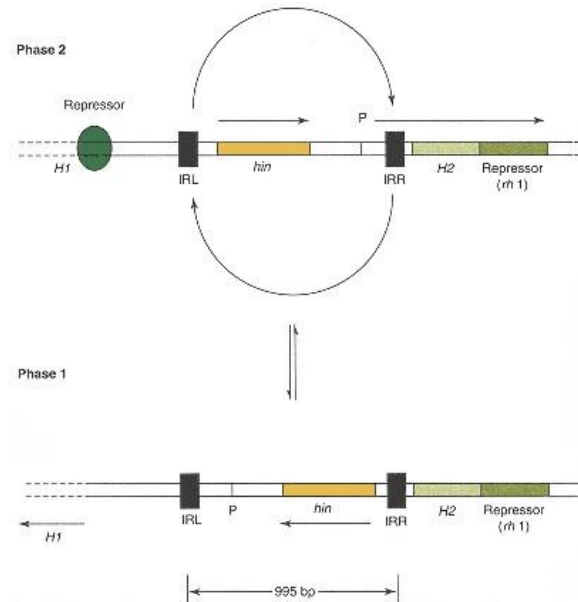 Phase 2
Repressor
P
H1
IRL
hin
IRR
H2
Repressor
(rh 1)
Phase 1
IRL
P
hin
IRR
H2
Repressor
(rh 1)
H1
995 bp